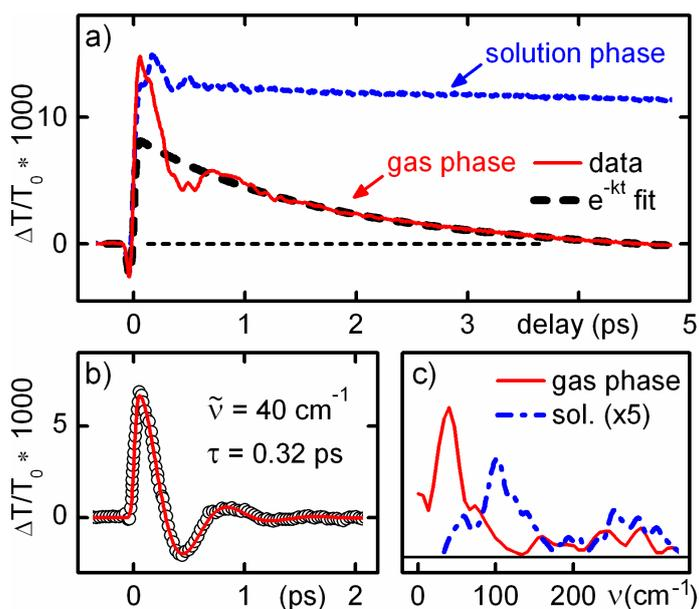 a)
solution phase
gas phase
data
e^-kt fit
ΔT/T₀ * 1000
10
0
0 1 2 3 delay (ps) 5
b)
ν̃ = 40 cm⁻¹
τ = 0.32 ps
ΔT/T₀ * 1000
5
0
0 1 (ps) 2
c)
gas phase
sol. (x5)
0 100 200 ν(cm⁻¹)